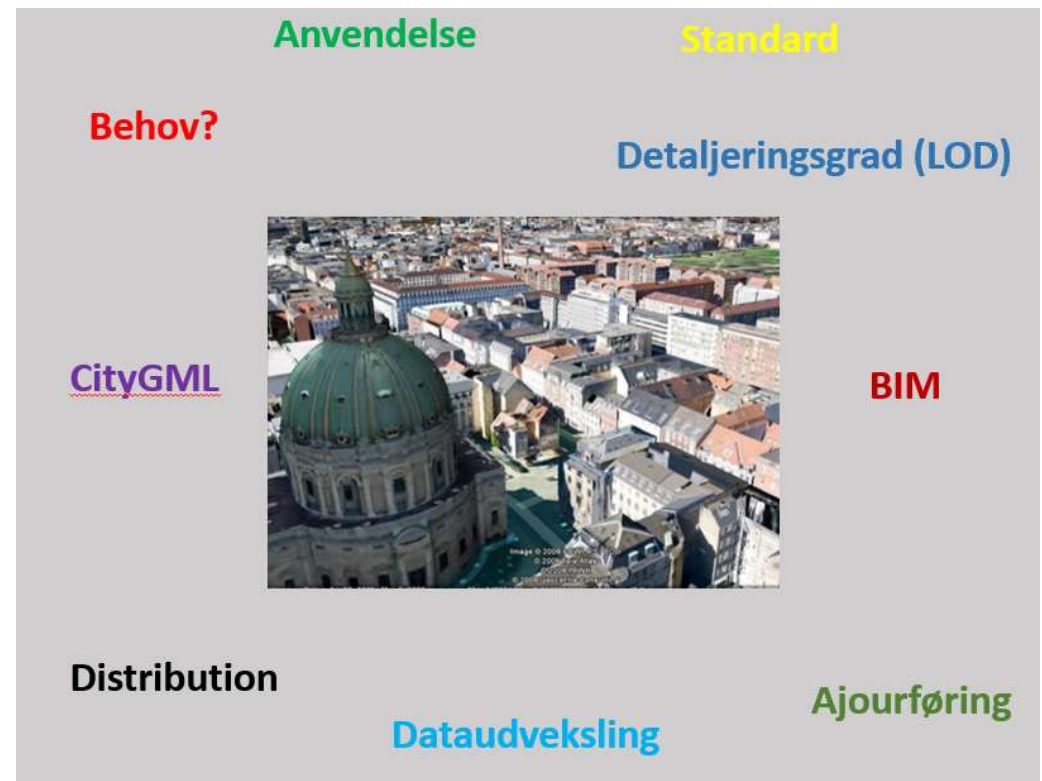 Anvendelse
Standard
Behov?
Detaljeringsgrad (LOD)
CityGML
BIM
Distribution
Ajourføring
Dataudveksling